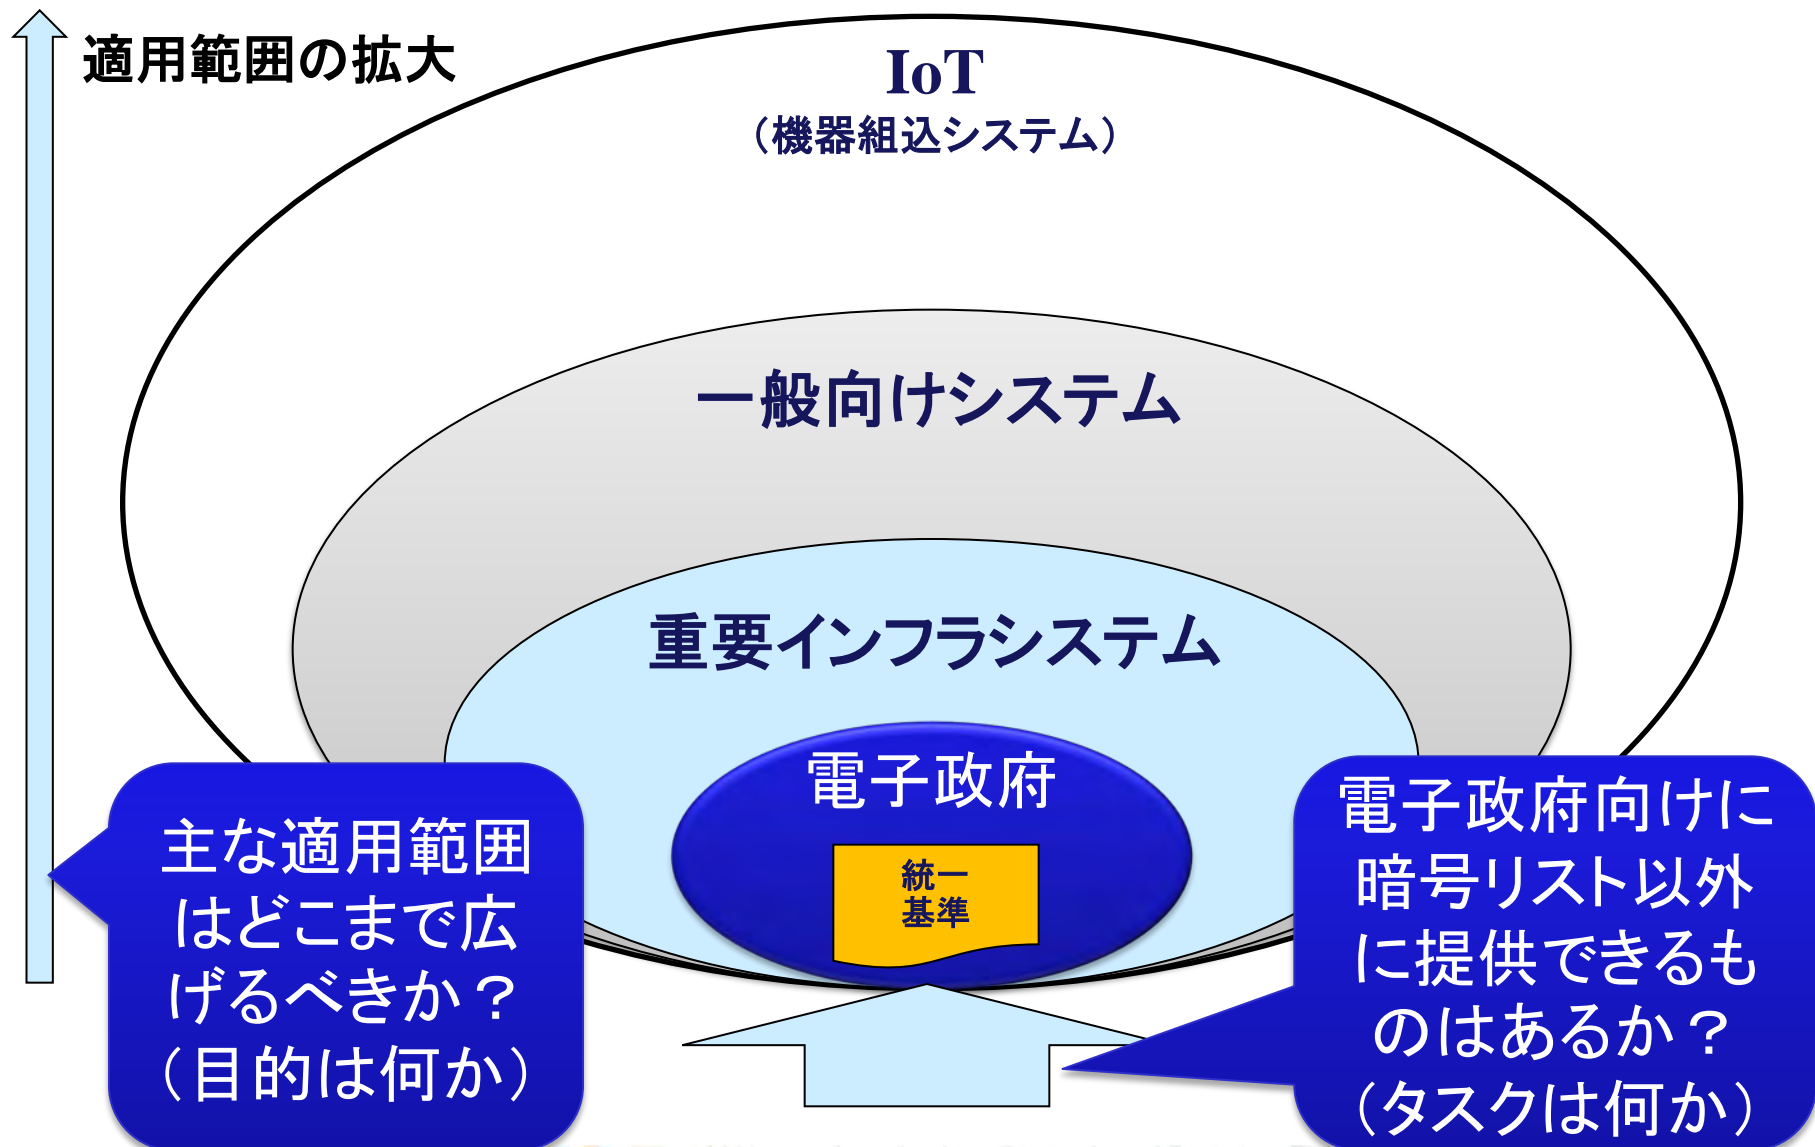 適用範囲の拡大
IoT
（機器組込システム）
一般向けシステム
重要インフラシステム
電子政府
統一
基準
主な適用範囲
はどこまで広
げるべきか？
（目的は何か）
電子政府向けに
暗号リスト以外
に提供できるも
のはあるか？
（タスクは何か）